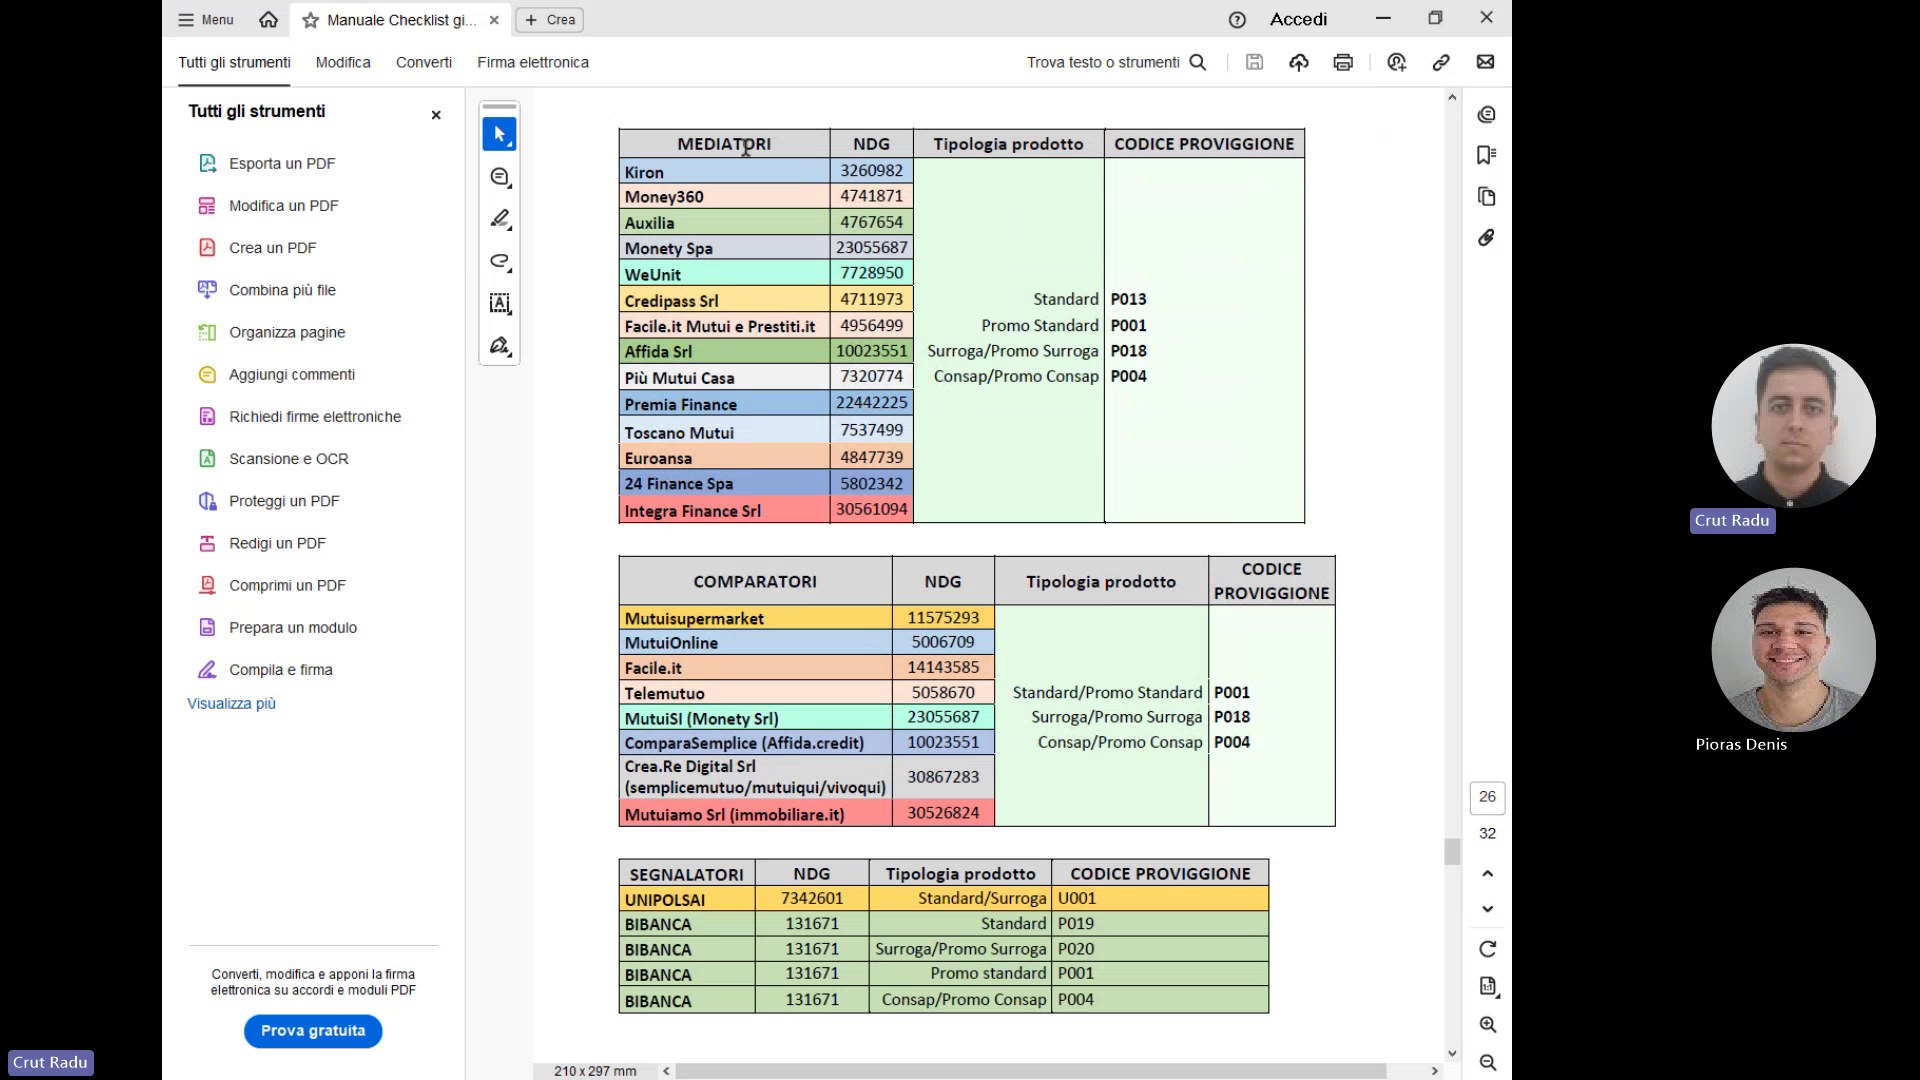 Menu
Manuale Checklist gi...
Crea
Accedi
Tutti gli strumenti
Modifica
Converti
Firma elettronica
Trova testo o strumenti
Tutti gli strumenti
Esporta un PDF
Modifica un PDF
Crea un PDF
Combina più file
Organizza pagine
Aggiungi commenti
Richiedi firme elettroniche
Scansione e OCR
Proteggi un PDF
Redigi un PDF
Comprimi un PDF
Prepara un modulo
Compila e firma
Visualizza più
Converti, modifica e apponi la firma
elettronica su accordi e moduli PDF
Prova gratuita
MEDIATORI NDG Tipologia prodotto CODICE PROVIGGIONE
Kiron 3260982
Money360 4741871
Auxilia 4767654
Monety Spa 23055687
WeUnit 7728950
Credipass Srl 4711973 Standard P013
Facile.it Mutui e Prestiti.it 4956499 Promo Standard P001
Affida Srl 10023551 Surroga/Promo Surroga P018
Più Mutui Casa 7320774 Consap/Promo Consap P004
Premia Finance 22442225
Toscano Mutui 7537499
Euroansa 4847739
24 Finance Spa 5802342
Integra Finance Srl 30561094
COMPARATORI NDG Tipologia prodotto CODICE
PROVIGGIONE
Mutuisupermarket 11575293
MutuiOnline 5006709
Facile.it 14143585
Telemutuo 5058670 Standard/Promo Standard P001
MutuiSI (Monety Srl) 23055687 Surroga/Promo Surroga P018
ComparaSemplice (Affida.credit) 10023551 Consap/Promo Consap P004
Crea.Re Digital Srl
(semplicemutuo/mutuiqui/vivoqui) 30867283
Mutuiamo Srl (immobiliare.it) 30526824
SEGNALATORI NDG Tipologia prodotto CODICE PROVIGGIONE
UNIPOLSAI 7342601 Standard/Surroga U001
BIBANCA 131671 Standard P019
BIBANCA 131671 Surroga/Promo Surroga P020
BIBANCA 131671 Promo standard P001
BIBANCA 131671 Consap/Promo Consap P004
210 x 297 mm
26
32
Crut Radu
Pioras Denis
Crut Radu